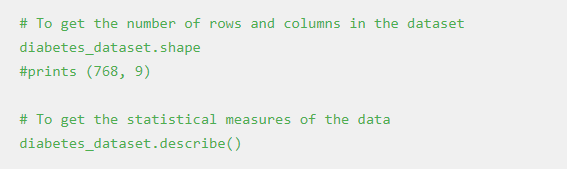 # To get the number of rows and columns in the dataset
diabetes_dataset.shape
#prints (768, 9)
# To get the statistical measures of the data
diabetes_dataset.describe()